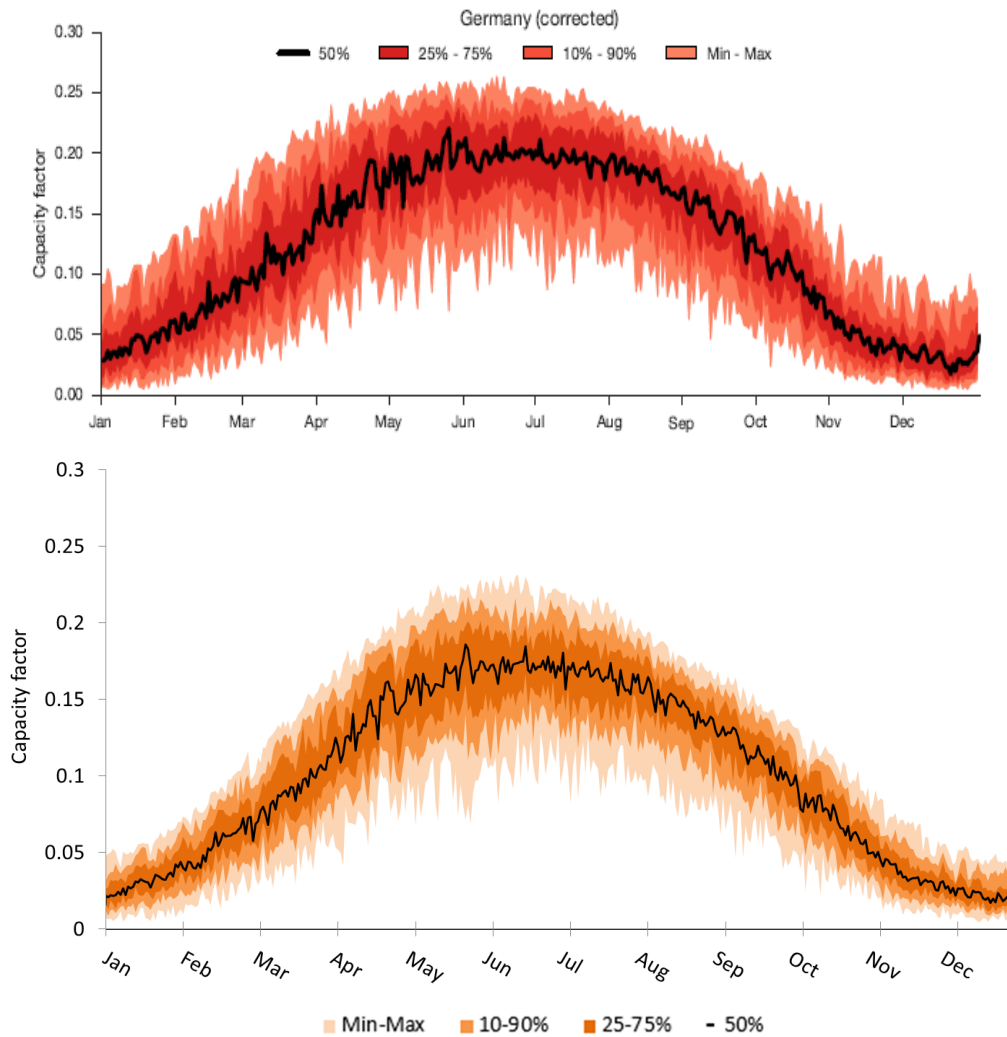 Germany (corrected)
50% 25% - 75% 10% - 90% Min - Max
0.30
0.25
0.20
0.15
0.10
0.05
0.00
Capacity factor
Jan Feb Mar Apr May Jun Jul Aug Sep Oct Nov Dec
0.3
0.25
0.2
0.15
0.1
0.05
0
Capacity factor
Jan Feb Mar Apr May Jun Jul Aug Sep Oct Nov Dec
Min-Max 10-90% 25-75% 50%